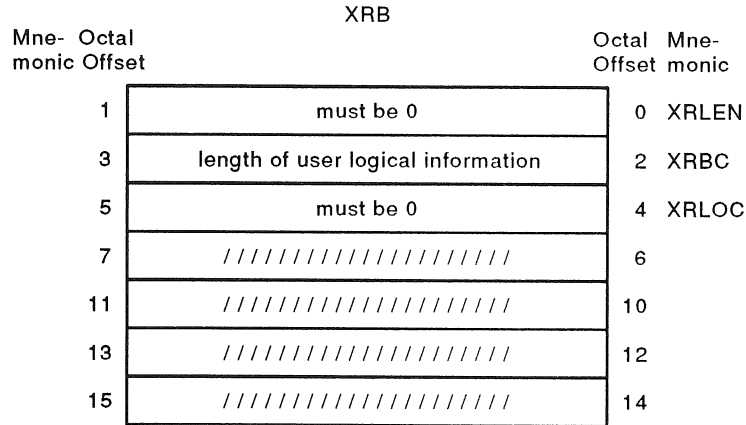 XRB
Mne- Octal Octal Mne-
monic Offset Offset monic
1 must be 0 0 XRLEN
3 length of user logical information 2 XRBC
5 must be 0 4 XRLOC
7 / / / / / / / / / / / / / / / / / / / / / 6
11 / / / / / / / / / / / / / / / / / / / / / 10
13 / / / / / / / / / / / / / / / / / / / / / 12
15 / / / / / / / / / / / / / / / / / / / / / 14